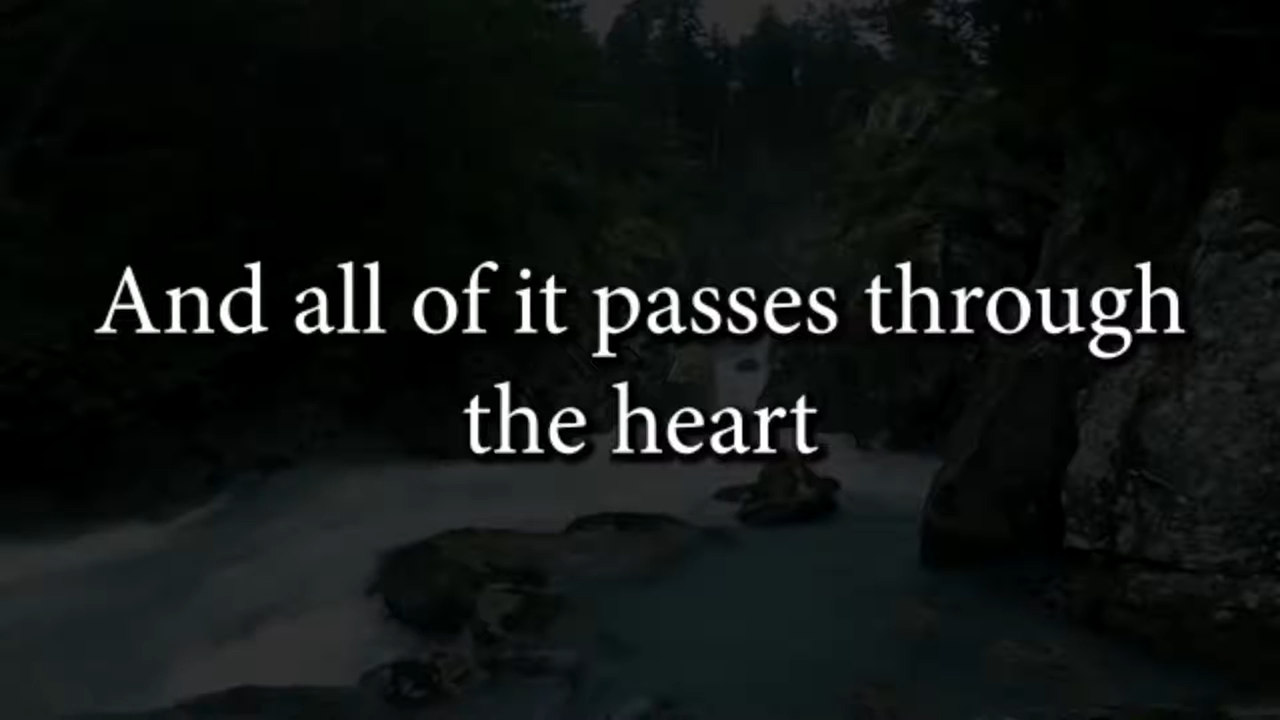 And all of it passes through
the heart